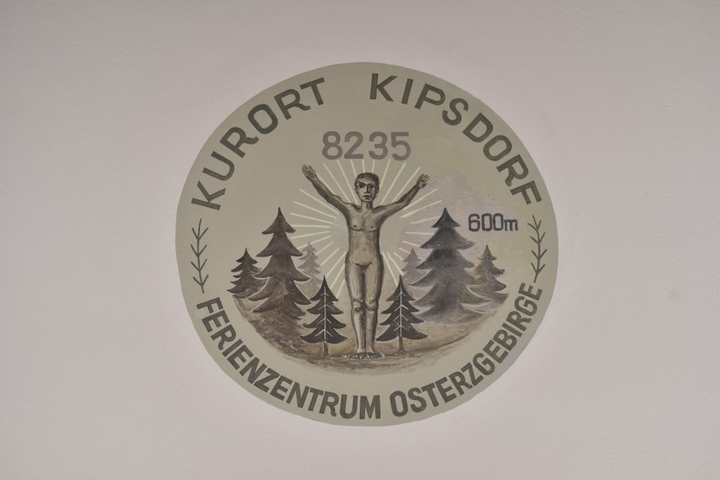 KURORT KIPSDORF
8235
600m
FERIENZENTRUM OSTERZGEBIRGE